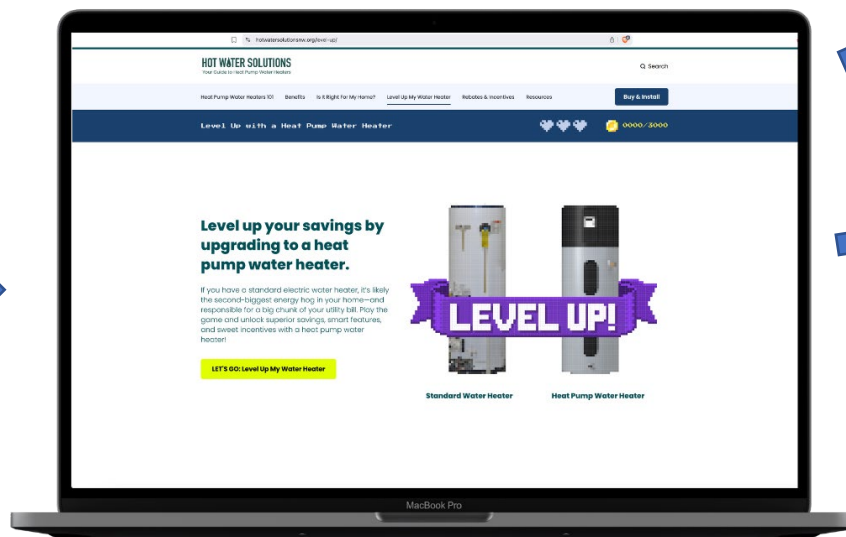 hotwatersolutionsnw.org/level-up/
HOT WATER SOLUTIONS
Your Guide to Heat Pump Water Heaters
Search
Heat Pump Water Heaters 101 Benefits Is It Right For My Home? Level Up My Water Heater Rebates & Incentives Resources Buy & Install
Level Up with a Heat Pump Water Heater 0000/3000
Level up your savings by
upgrading to a heat
pump water heater.
If you have a standard electric water heater, it's likely
the second-biggest energy hog in your home—and
responsible for a big chunk of your utility bill. Play the
game and unlock superior savings, smart features,
and sweet incentives with a heat pump water
heater!
LET'S GO: Level Up My Water Heater
LEVEL UP!
Standard Water Heater Heat Pump Water Heater
MacBook Pro